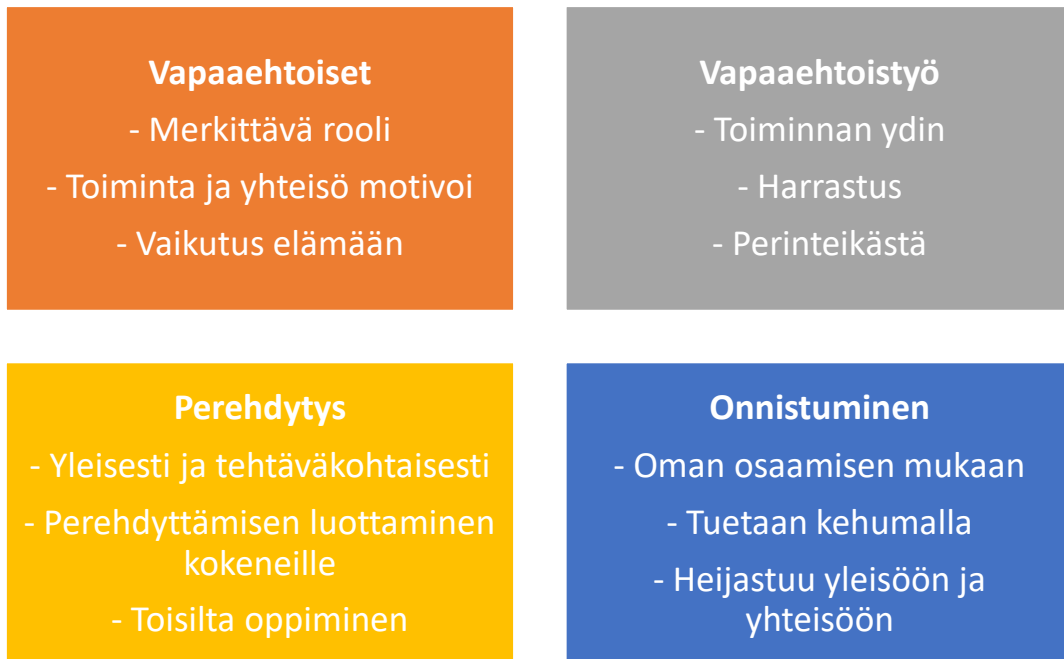 Vapaaehtoiset
- Merkittävä rooli
- Toiminta ja yhteisö motivoi
- Vaikutus elämään
Vapaaehtoistyö
- Toiminnan ydin
- Harrastus
- Perinteikästä
Perehdytys
- Yleisesti ja tehtäväkohtaisesti
- Perehdyttämisen luottaminen
kokeneille
- Toisilta oppiminen
Onnistuminen
- Oman osaamisen mukaan
- Tuetaan kehumalla
- Heijastuu yleisöön ja
yhteisöön